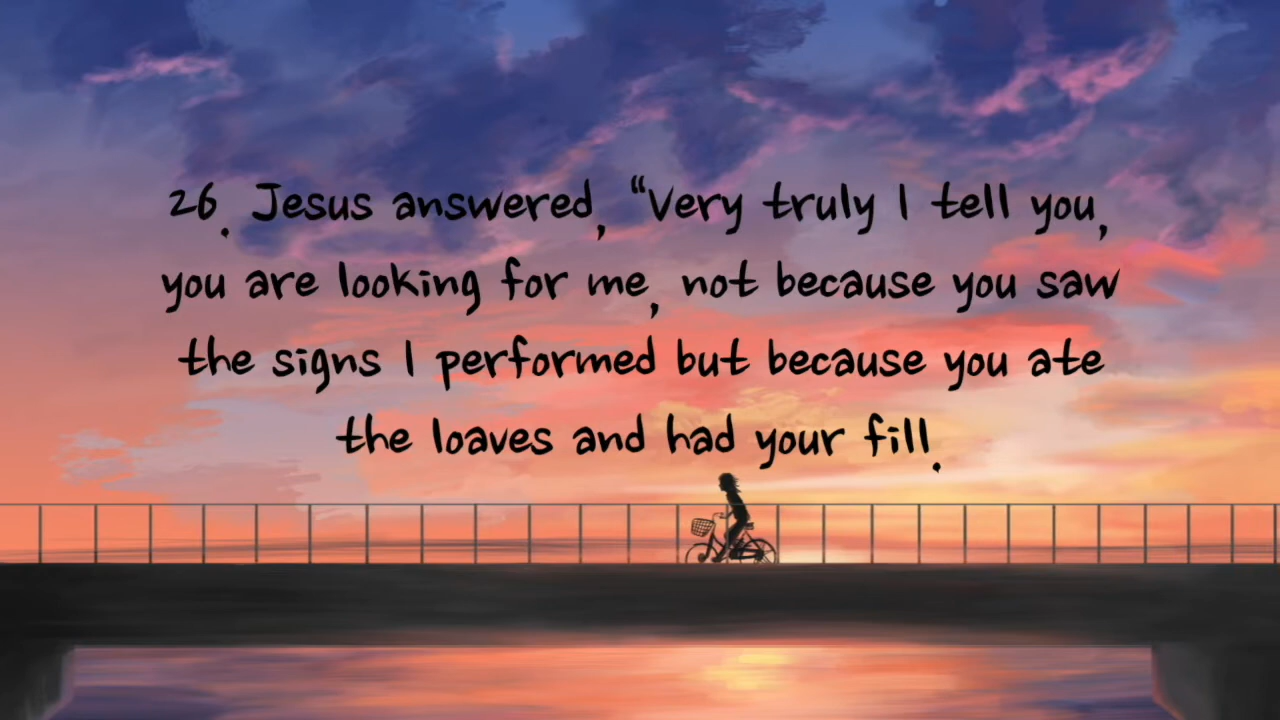 26. Jesus answered, “Very truly I tell you,
you are looking for me, not because you saw
the signs I performed but because you ate
the loaves and had your fill.